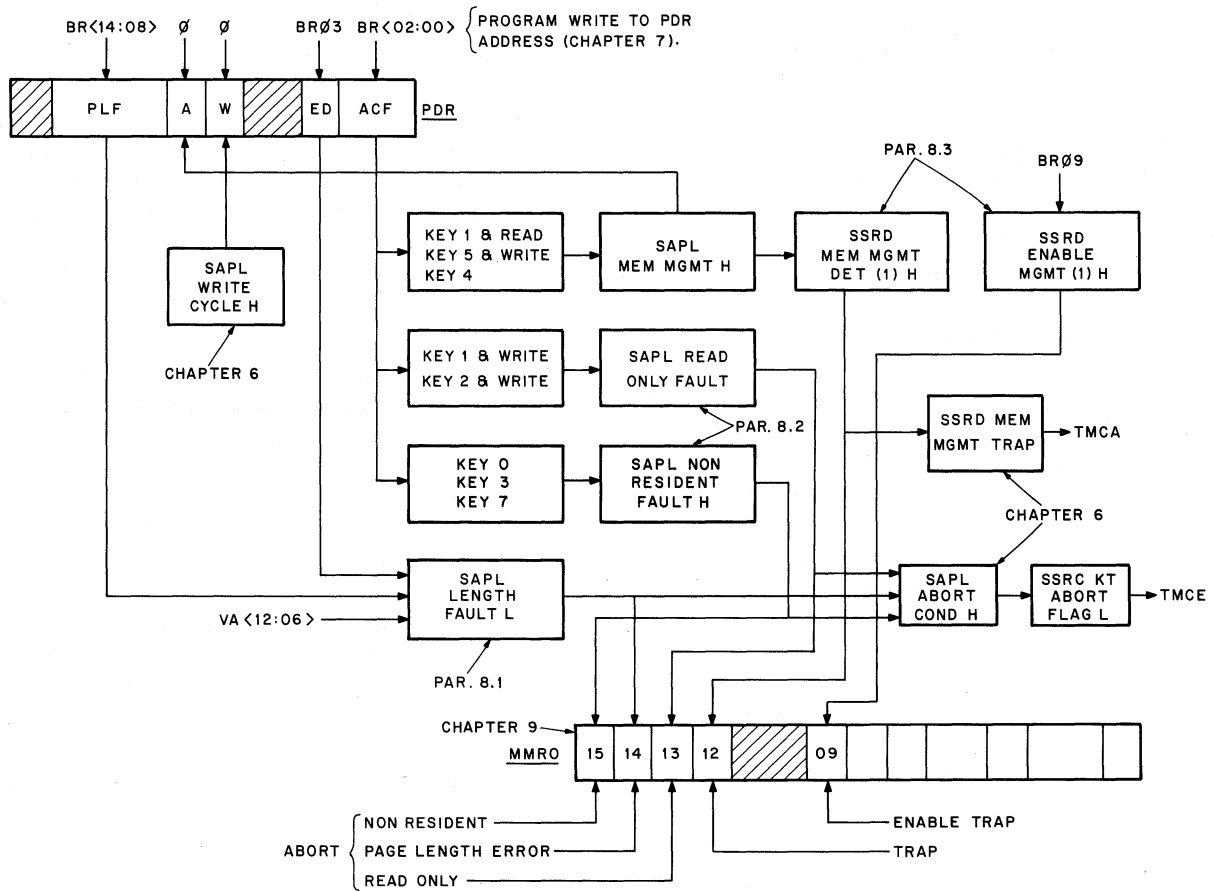 BR<14:08>
Ø
Ø
BRØ3
BR<02:00>
PROGRAM WRITE TO PDR
ADDRESS (CHAPTER 7).
PLF
A
W
ED
ACF
PDR
PAR. 8.3
BRØ9
KEY 1 & READ
KEY 5 & WRITE
KEY 4
SAPL
MEM MGMT H
SSRD
MEM MGMT
DET (1) H
SSRD
ENABLE
MGMT (1) H
SAPL
WRITE
CYCLE H
CHAPTER 6
KEY 1 & WRITE
KEY 2 & WRITE
SAPL READ
ONLY FAULT
PAR. 8.2
SSRD MEM
MGMT TRAP
TMCA
KEY 0
KEY 3
KEY 7
SAPL NON
RESIDENT
FAULT H
CHAPTER 6
SAPL
LENGTH
FAULT L
VA <12:06>
PAR. 8.1
SAPL
ABORT
COND H
SSRC KT
ABORT
FLAG L
TMCE
CHAPTER 9
MMRO
15
14
13
12
09
ABORT
NON RESIDENT
PAGE LENGTH ERROR
READ ONLY
ENABLE TRAP
TRAP